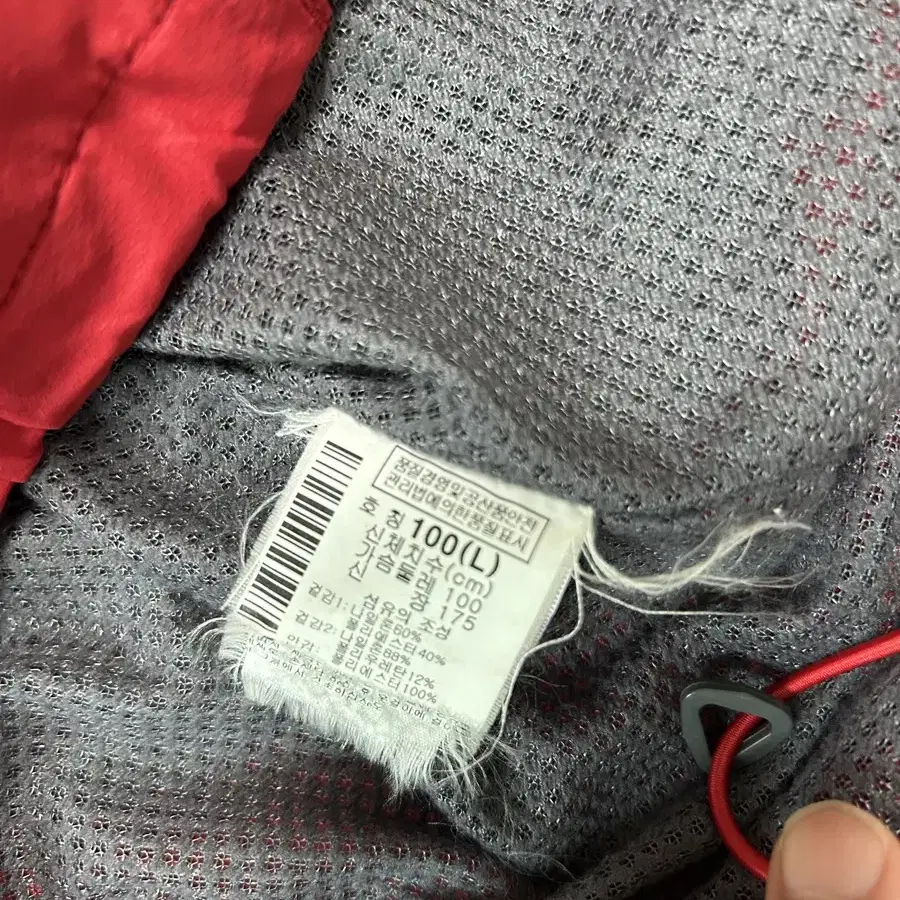 품질경영및공산품안전
관리법에의한품질표시
호 칭 100(L)
신체치수(cm)
가슴둘레 100
신 장 175
섬유의 조성
겉감1: 나일론60%
폴리에스터40%
겉감2: 나일론88%
폴리우레탄12%
안감: 폴리에스터100%